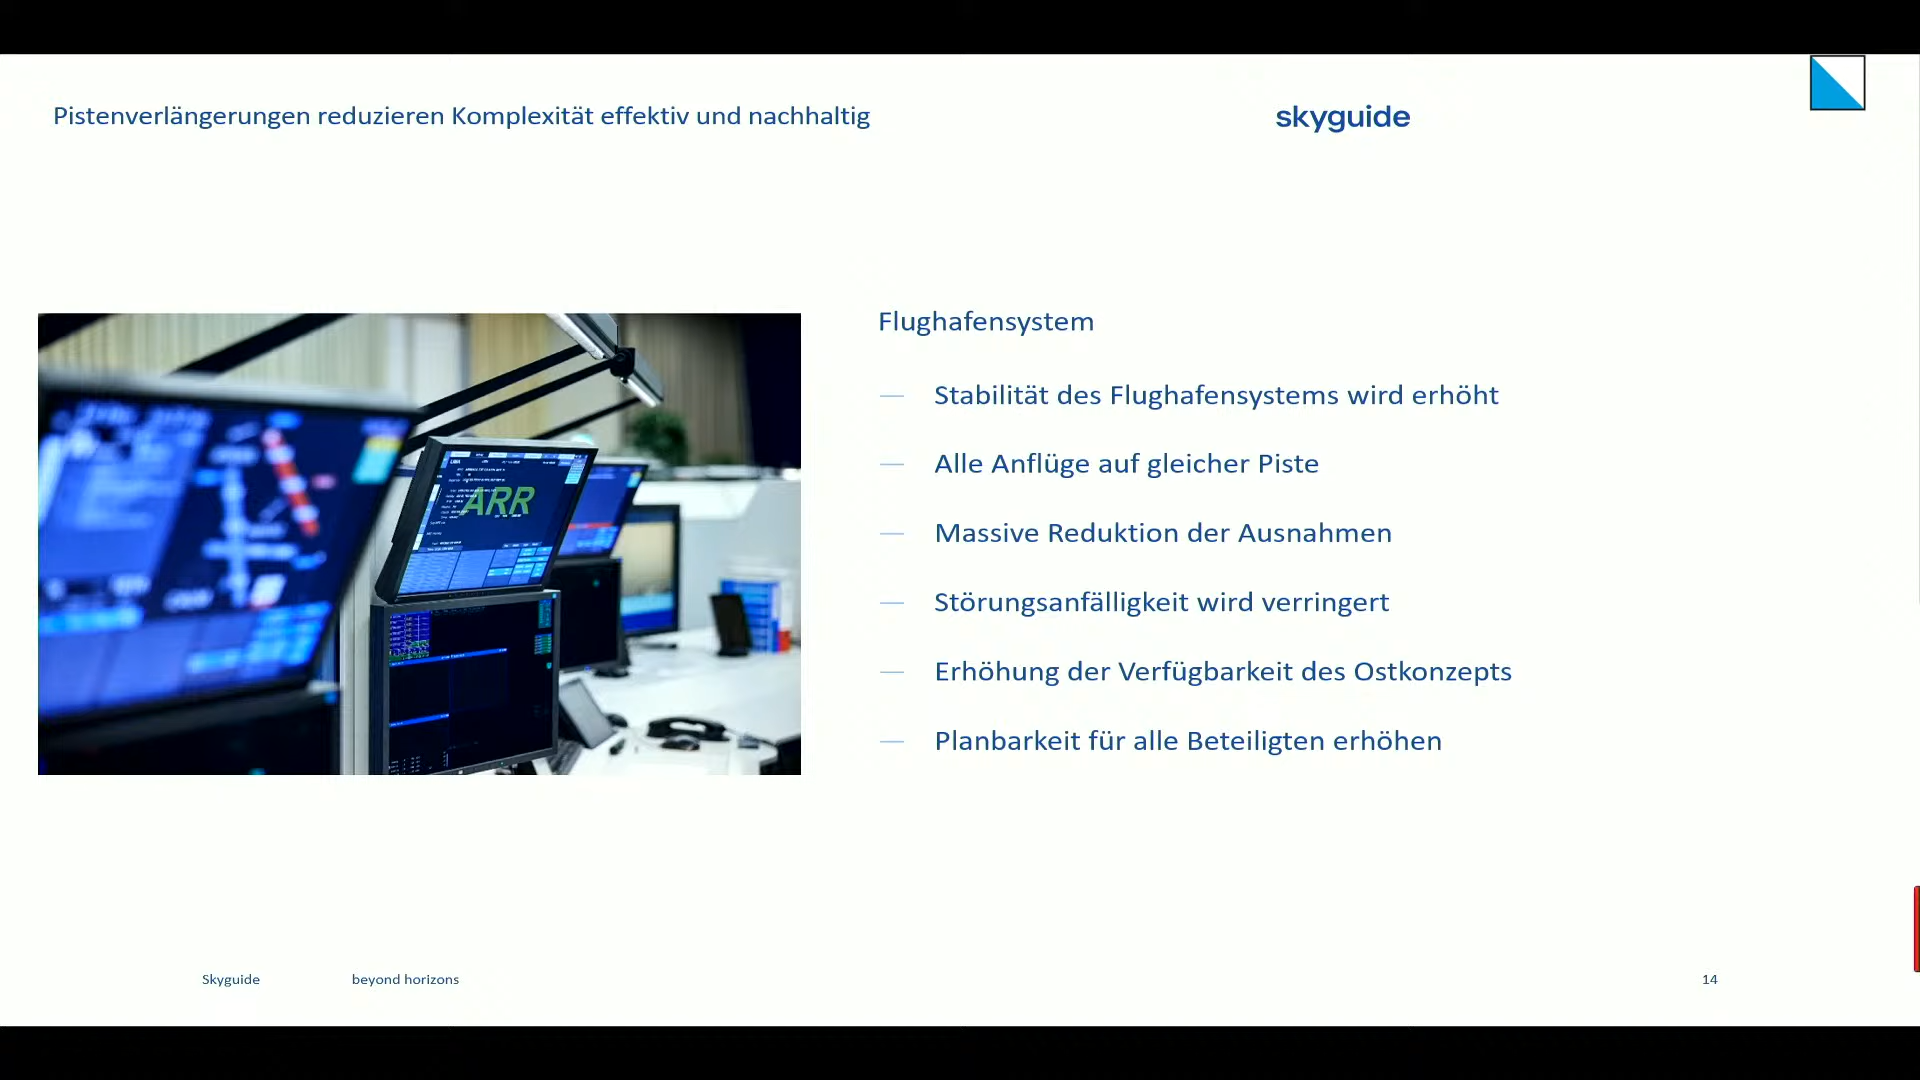 Pistenverlängerungen reduzieren Komplexität effektiv und nachhaltig
skyguide
Flughafensystem
— Stabilität des Flughafensystems wird erhöht
— Alle Anflüge auf gleicher Piste
— Massive Reduktion der Ausnahmen
— Störungsanfälligkeit wird verringert
— Erhöhung der Verfügbarkeit des Ostkonzepts
— Planbarkeit für alle Beteiligten erhöhen
ARR
Skyguide
beyond horizons
14